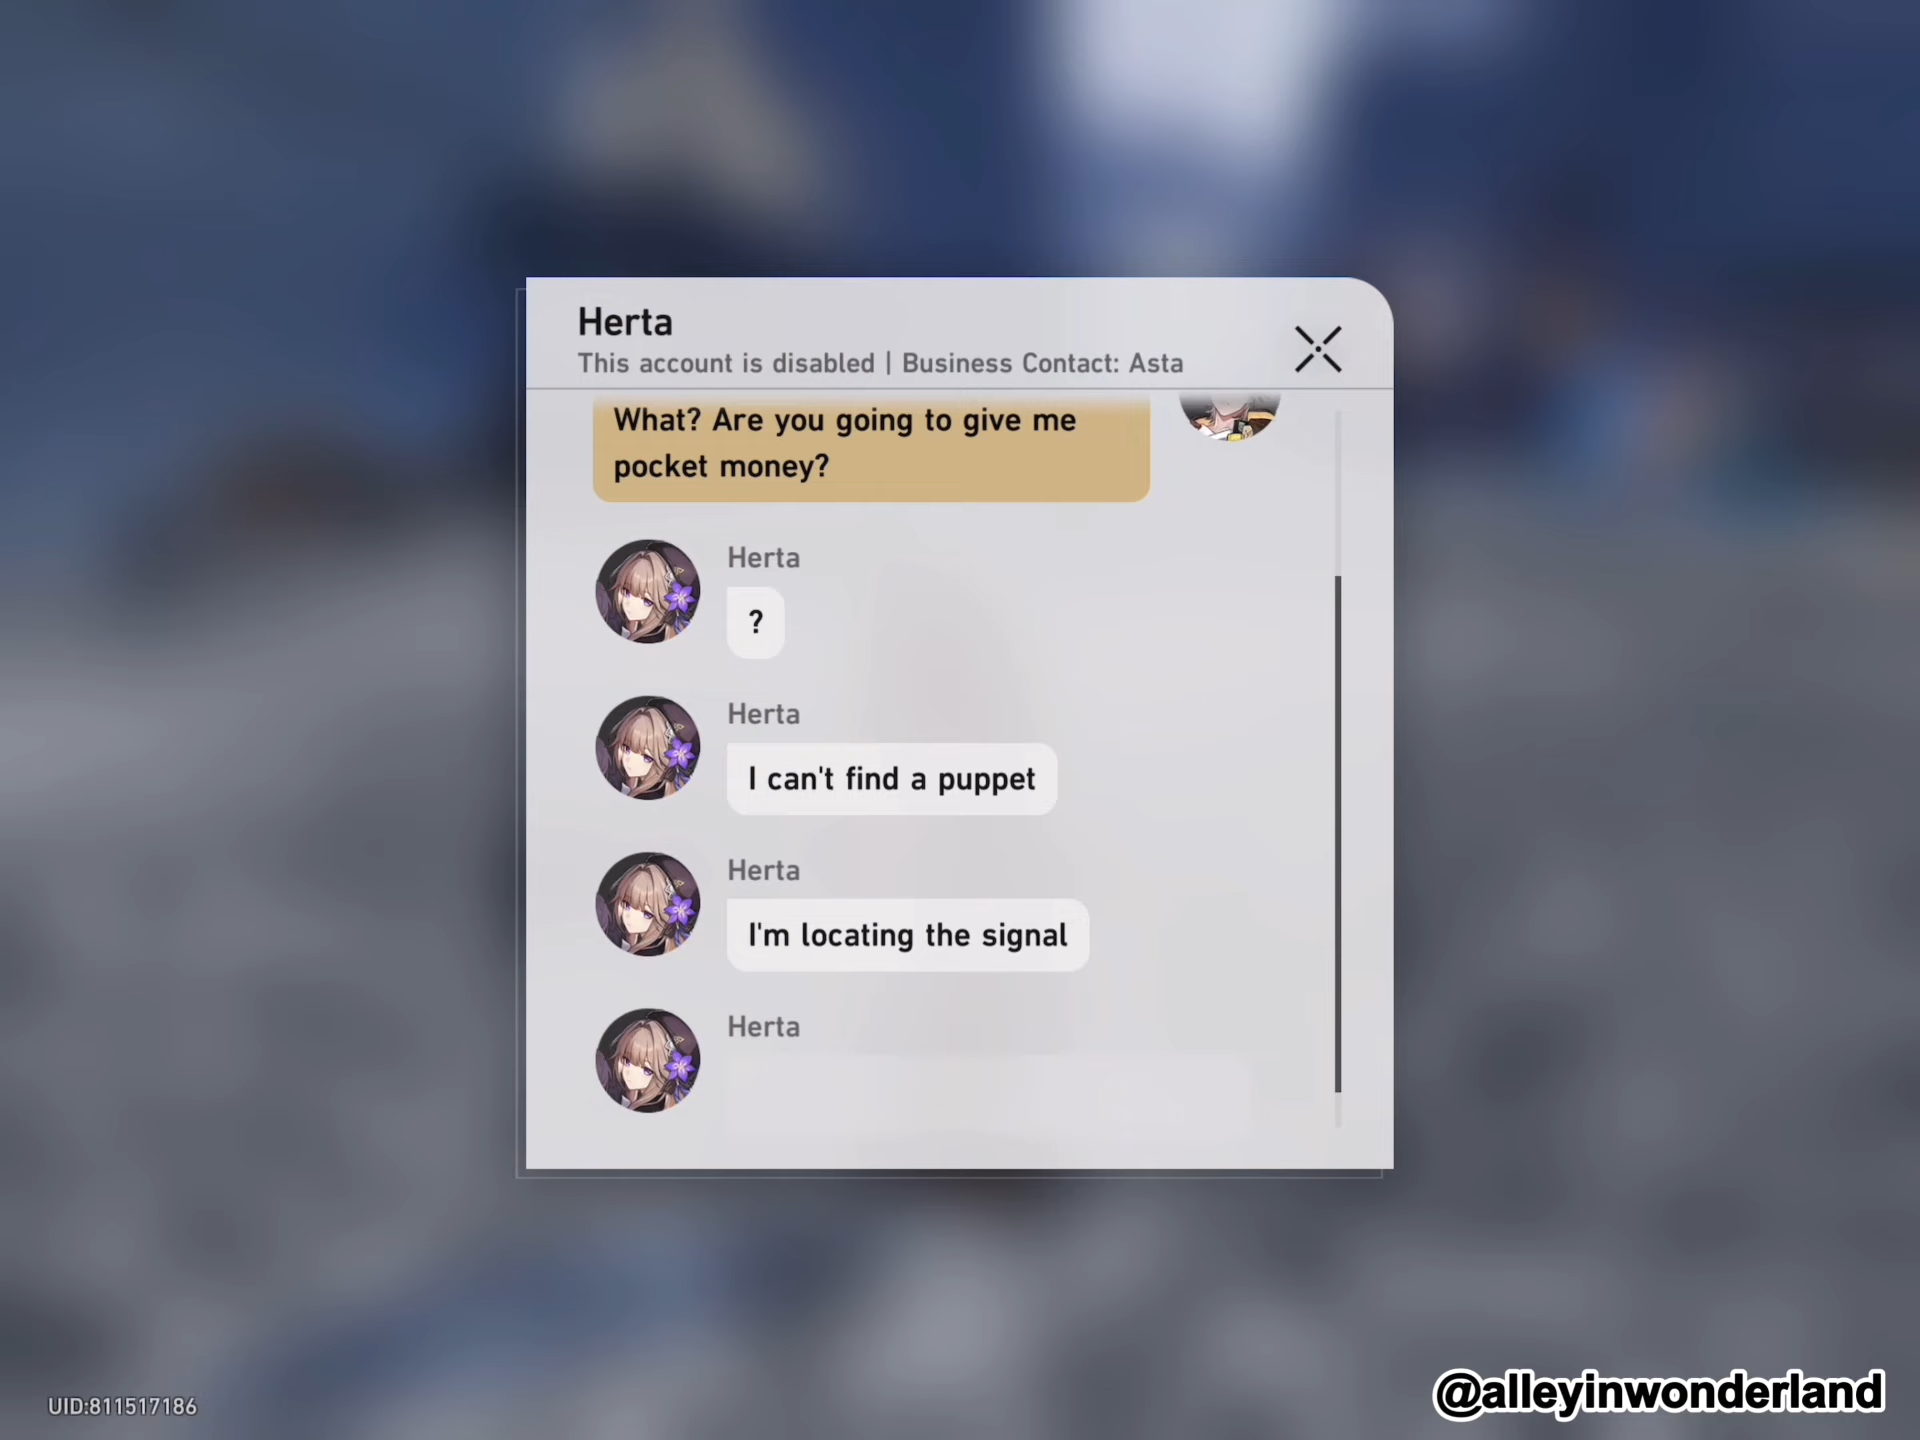 Herta
This account is disabled | Business Contact: Asta
What? Are you going to give me
pocket money?
Herta
?
Herta
I can't find a puppet
Herta
I'm locating the signal
Herta
UID:811517186
@alleyinwonderland